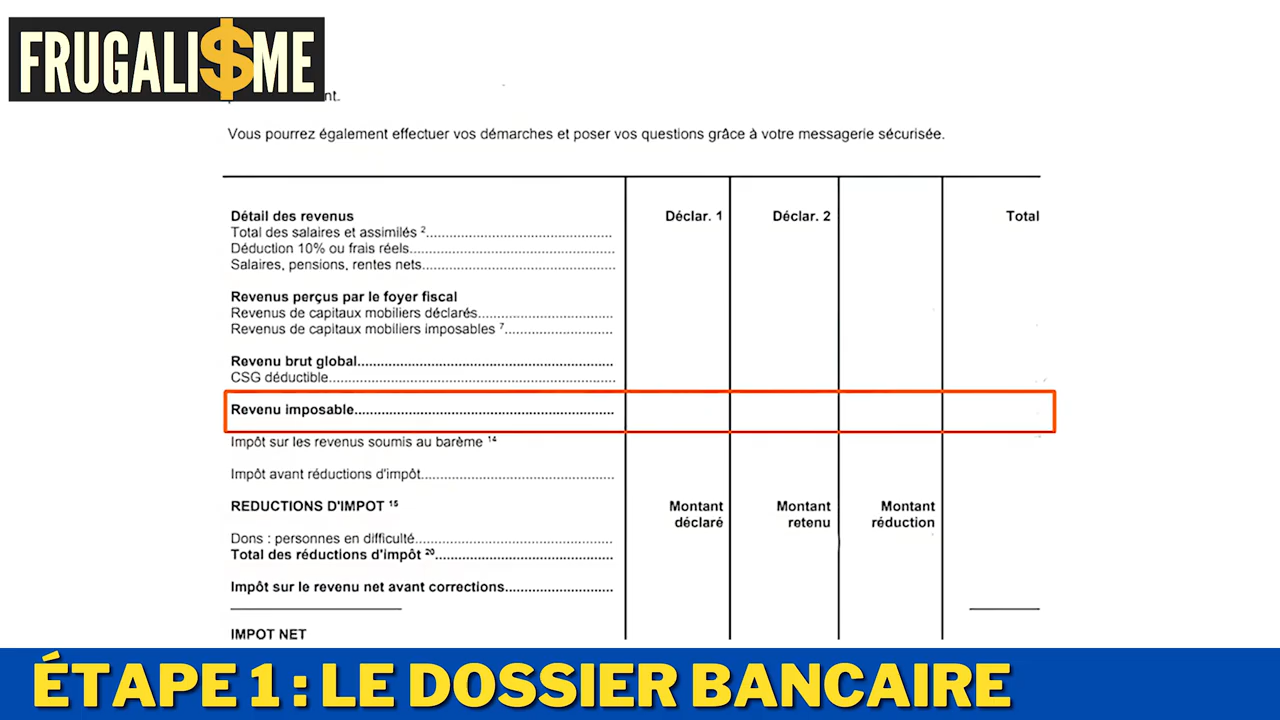 FRUGALI$ME
nt.
Vous pourrez également effectuer vos démarches et poser vos questions grâce à votre messagerie sécurisée.
Détail des revenus Déclar. 1 Déclar. 2 Total
Total des salaires et assimilés ²
Déduction 10% ou frais réels
Salaires, pensions, rentes nets
Revenus perçus par le foyer fiscal
Revenus de capitaux mobiliers déclarés
Revenus de capitaux mobiliers imposables ⁷
Revenu brut global
CSG déductible
Revenu imposable
Impôt sur les revenus soumis au barème ¹⁴
Impôt avant réductions d'impôt
REDUCTIONS D'IMPOT ¹⁵ Montant déclaré Montant retenu Montant réduction
Dons : personnes en difficulté
Total des réductions d'impôt ²⁰
Impôt sur le revenu net avant corrections
IMPOT NET
ÉTAPE 1 : LE DOSSIER BANCAIRE